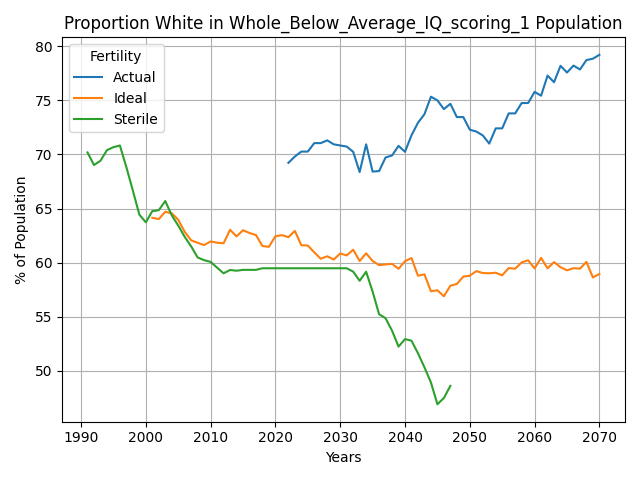 Proportion White in Whole_Below_Average_IQ_scoring_1 Population
Fertility
Actual
Ideal
Sterile
% of Population
80
75
70
65
60
55
50
1990 2000 2010 2020 2030 2040 2050 2060 2070
Years